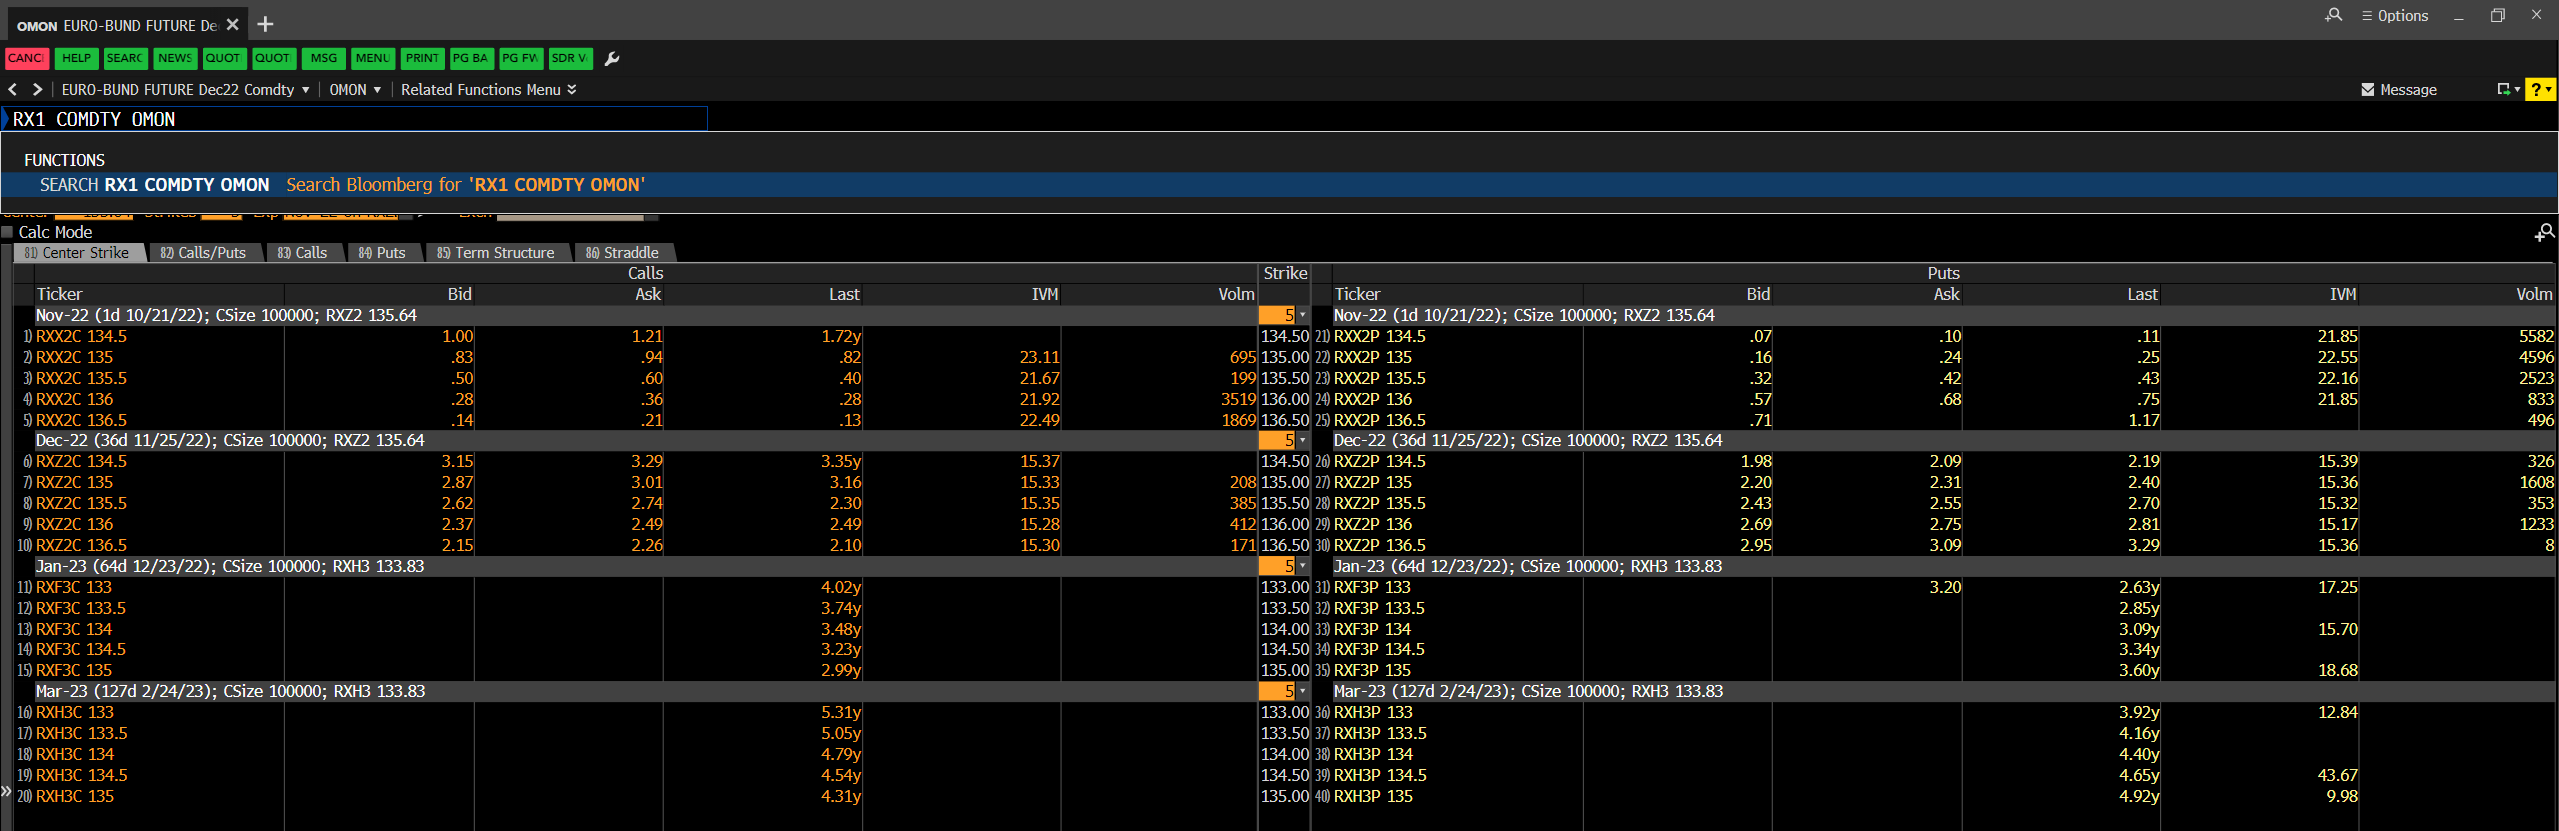 OMON EURO-BUND FUTURE De
Options
CANC HELP SEARC NEWS QUOT QUOT MSG MENU PRINT PG BA PG FW SDR V
EURO-BUND FUTURE Dec22 Comdty OMON Related Functions Menu Message ?
RX1 COMDTY OMON
FUNCTIONS
SEARCH RX1 COMDTY OMON Search Bloomberg for 'RX1 COMDTY OMON'
Calc Mode
81) Center Strike 82) Calls/Puts 83) Calls 84) Puts 85) Term Structure 86) Straddle
Calls Strike Puts
Ticker Bid Ask Last IVM Volm Ticker Bid Ask Last IVM Volm
Nov-22 (1d 10/21/22); CSize 100000; RXZ2 135.64 5 Nov-22 (1d 10/21/22); CSize 100000; RXZ2 135.64
1) RXX2C 134.5 1.00 1.21 1.72y 134.50 21) RXX2P 134.5 .07 .10 .11 21.85 5582
2) RXX2C 135 .83 .94 .82 23.11 695 135.00 22) RXX2P 135 .16 .24 .25 22.55 4596
3) RXX2C 135.5 .50 .60 .40 21.67 199 135.50 23) RXX2P 135.5 .32 .42 .43 22.16 2523
4) RXX2C 136 .28 .36 .28 21.92 3519 136.00 24) RXX2P 136 .57 .68 .75 21.85 833
5) RXX2C 136.5 .14 .21 .13 22.49 1869 136.50 25) RXX2P 136.5 .71 1.17 496
Dec-22 (36d 11/25/22); CSize 100000; RXZ2 135.64 5 Dec-22 (36d 11/25/22); CSize 100000; RXZ2 135.64
6) RXZ2C 134.5 3.15 3.29 3.35y 15.37 134.50 26) RXZ2P 134.5 1.98 2.09 2.19 15.39 326
7) RXZ2C 135 2.87 3.01 3.16 15.33 208 135.00 27) RXZ2P 135 2.20 2.31 2.40 15.36 1608
8) RXZ2C 135.5 2.62 2.74 2.30 15.35 385 135.50 28) RXZ2P 135.5 2.43 2.55 2.70 15.32 353
9) RXZ2C 136 2.37 2.49 2.49 15.28 412 136.00 29) RXZ2P 136 2.69 2.75 2.81 15.17 1233
10) RXZ2C 136.5 2.15 2.26 2.10 15.30 171 136.50 30) RXZ2P 136.5 2.95 3.09 3.29 15.36 8
Jan-23 (64d 12/23/22); CSize 100000; RXH3 133.83 5 Jan-23 (64d 12/23/22); CSize 100000; RXH3 133.83
11) RXF3C 133 4.02y 133.00 31) RXF3P 133 3.20 2.63y 17.25
12) RXF3C 133.5 3.74y 133.50 32) RXF3P 133.5 2.85y
13) RXF3C 134 3.48y 134.00 33) RXF3P 134 3.09y 15.70
14) RXF3C 134.5 3.23y 134.50 34) RXF3P 134.5 3.34y
15) RXF3C 135 2.99y 135.00 35) RXF3P 135 3.60y 18.68
Mar-23 (127d 2/24/23); CSize 100000; RXH3 133.83 5 Mar-23 (127d 2/24/23); CSize 100000; RXH3 133.83
16) RXH3C 133 5.31y 133.00 36) RXH3P 133 3.92y 12.84
17) RXH3C 133.5 5.05y 133.50 37) RXH3P 133.5 4.16y
18) RXH3C 134 4.79y 134.00 38) RXH3P 134 4.40y
19) RXH3C 134.5 4.54y 134.50 39) RXH3P 134.5 4.65y 43.67
20) RXH3C 135 4.31y 135.00 40) RXH3P 135 4.92y 9.98